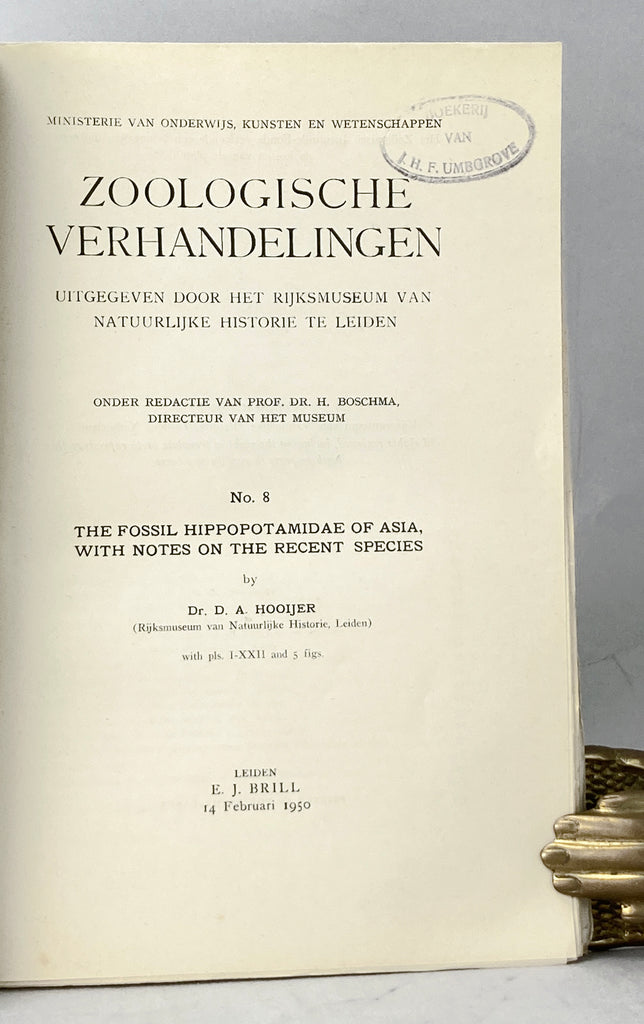 MINISTERIE VAN ONDERWIJS, KUNSTEN EN WETENSCHAPPEN
VAN
J. H. F. UMBGROVE
ZOOLOGISCHE
VERHANDELINGEN
UITGEGEVEN DOOR HET RIJKSMUSEUM VAN
NATUURLIJKE HISTORIE TE LEIDEN
ONDER REDACTIE VAN PROF. DR. H. BOSCHMA,
DIRECTEUR VAN HET MUSEUM
No. 8
THE FOSSIL HIPPOPOTAMIDAE OF ASIA,
WITH NOTES ON THE RECENT SPECIES
by
Dr. D. A. HOOIJER
(Rijksmuseum van Natuurlijke Historie, Leiden)
with pls. I-XXII and 5 figs.
LEIDEN
E. J. BRILL
14 Februari 1950